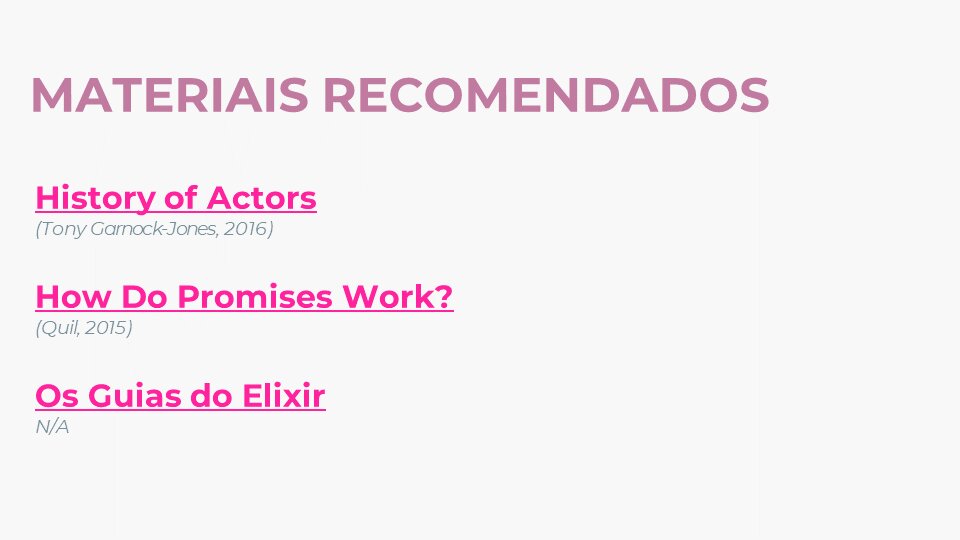 MATERIAIS RECOMENDADOS
History of Actors
(Tony Garnock-Jones, 2016)
How Do Promises Work?
(Quil, 2015)
Os Guias do Elixir
N/A